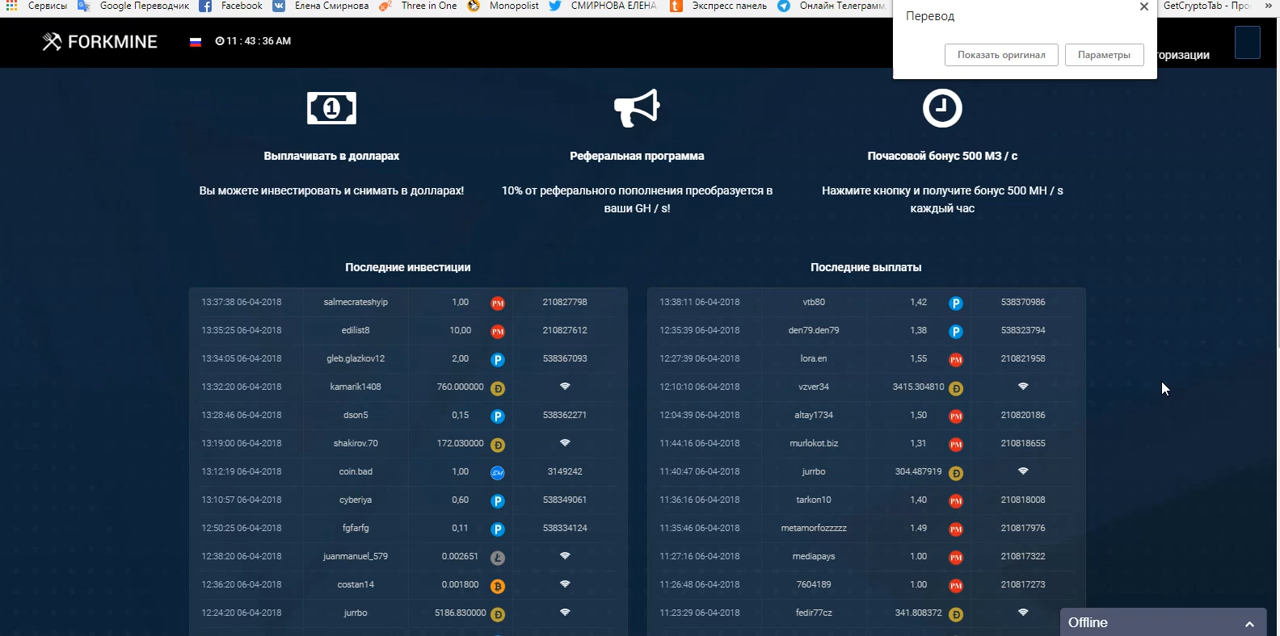 Сервисы Google Переводчик Facebook Елена Смирнова Three in One Monopolist СМИРНОВА ЕЛЕНА Экспресс панель Онлайн Телеграмм GetCryptoTab - Про »
Перевод
Показать оригинал Параметры
FORKMINE 11 : 43 : 36 AM
торизации
Выплачивать в долларах
Вы можете инвестировать и снимать в долларах!
Реферальная программа
10% от реферального пополнения преобразуется в
ваши GH / s!
Почасовой бонус 500 МЗ / с
Нажмите кнопку и получите бонус 500 MH / s
каждый час
Последние инвестиции
13:37:38 06-04-2018 salmecrateshyip 1,00 PM 210827798
13:35:25 06-04-2018 edilist8 10,00 PM 210827612
13:34:05 06-04-2018 gleb.glazkov12 2,00 P 538367093
13:32:20 06-04-2018 kamarik1408 760.000000 Ð
13:28:46 06-04-2018 dson5 0,15 P 538362271
13:19:00 06-04-2018 shakirov.70 172.030000 Ð
13:12:19 06-04-2018 coin.bad 1,00 3149242
13:10:57 06-04-2018 cyberiya 0,60 P 538349061
12:50:25 06-04-2018 fgfarfg 0,11 P 538334124
12:38:20 06-04-2018 juanmanuel_579 0.002651 Ł
12:36:20 06-04-2018 costan14 0.001800 ₿
12:24:20 06-04-2018 jurrbo 5186.830000 Ð
Последние выплаты
13:38:11 06-04-2018 vtb80 1,42 P 538370986
12:35:39 06-04-2018 den79.den79 1,38 P 538323794
12:27:39 06-04-2018 lora.en 1,55 PM 210821958
12:10:10 06-04-2018 vzver34 3415.304810 Ð
12:04:39 06-04-2018 altay1734 1,50 PM 210820186
11:44:16 06-04-2018 murlokot.biz 1,31 PM 210818655
11:40:47 06-04-2018 jurrbo 304.487919 Ð
11:36:16 06-04-2018 tarkon10 1,40 PM 210818008
11:35:46 06-04-2018 metamorfozzzzz 1.49 PM 210817976
11:27:16 06-04-2018 mediapays 1.00 PM 210817322
11:26:48 06-04-2018 7604189 1.00 PM 210817273
11:23:29 06-04-2018 fedir77cz 341.808372 Ð
Offline